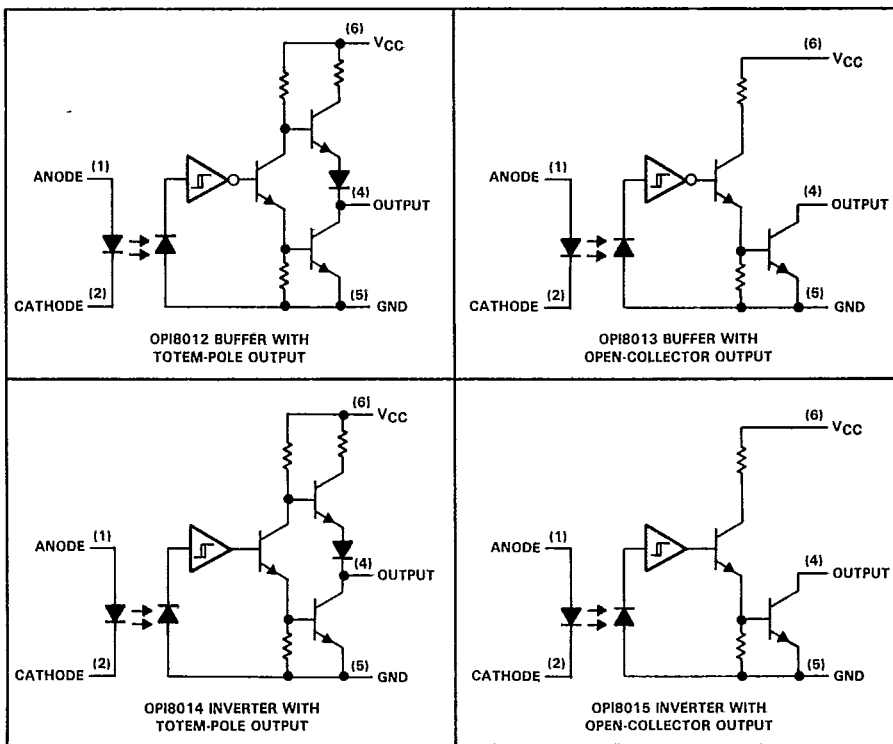 (6)
VCC
(1)
ANODE
(4)
OUTPUT
(2)
CATHODE
(5)
GND
OPI8012 BUFFER WITH
TOTEM-POLE OUTPUT
(6)
VCC
(1)
ANODE
(4)
OUTPUT
(2)
CATHODE
(5)
GND
OPI8013 BUFFER WITH
OPEN-COLLECTOR OUTPUT
(6)
VCC
(1)
ANODE
(4)
OUTPUT
(2)
CATHODE
(5)
GND
OPI8014 INVERTER WITH
TOTEM-POLE OUTPUT
(6)
VCC
(1)
ANODE
(4)
OUTPUT
(2)
CATHODE
(5)
GND
OPI8015 INVERTER WITH
OPEN-COLLECTOR OUTPUT